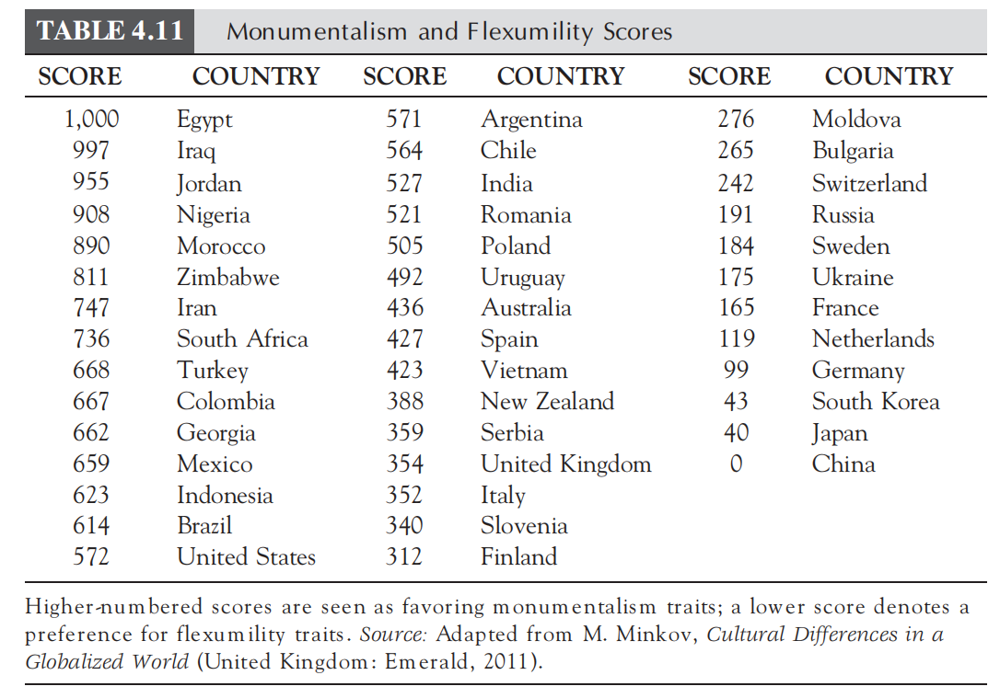 TABLE 4.11 Monumentalism and Flexumility Scores
SCORE COUNTRY SCORE COUNTRY SCORE COUNTRY
1,000 Egypt 571 Argentina 276 Moldova
997 Iraq 564 Chile 265 Bulgaria
955 Jordan 527 India 242 Switzerland
908 Nigeria 521 Romania 191 Russia
890 Morocco 505 Poland 184 Sweden
811 Zimbabwe 492 Uruguay 175 Ukraine
747 Iran 436 Australia 165 France
736 South Africa 427 Spain 119 Netherlands
668 Turkey 423 Vietnam 99 Germany
667 Colombia 388 New Zealand 43 South Korea
662 Georgia 359 Serbia 40 Japan
659 Mexico 354 United Kingdom 0 China
623 Indonesia 352 Italy
614 Brazil 340 Slovenia
572 United States 312 Finland
Higher-numbered scores are seen as favoring monumentalism traits; a lower score denotes a
preference for flexumility traits. Source: Adapted from M. Minkov, Cultural Differences in a
Globalized World (United Kingdom: Emerald, 2011).